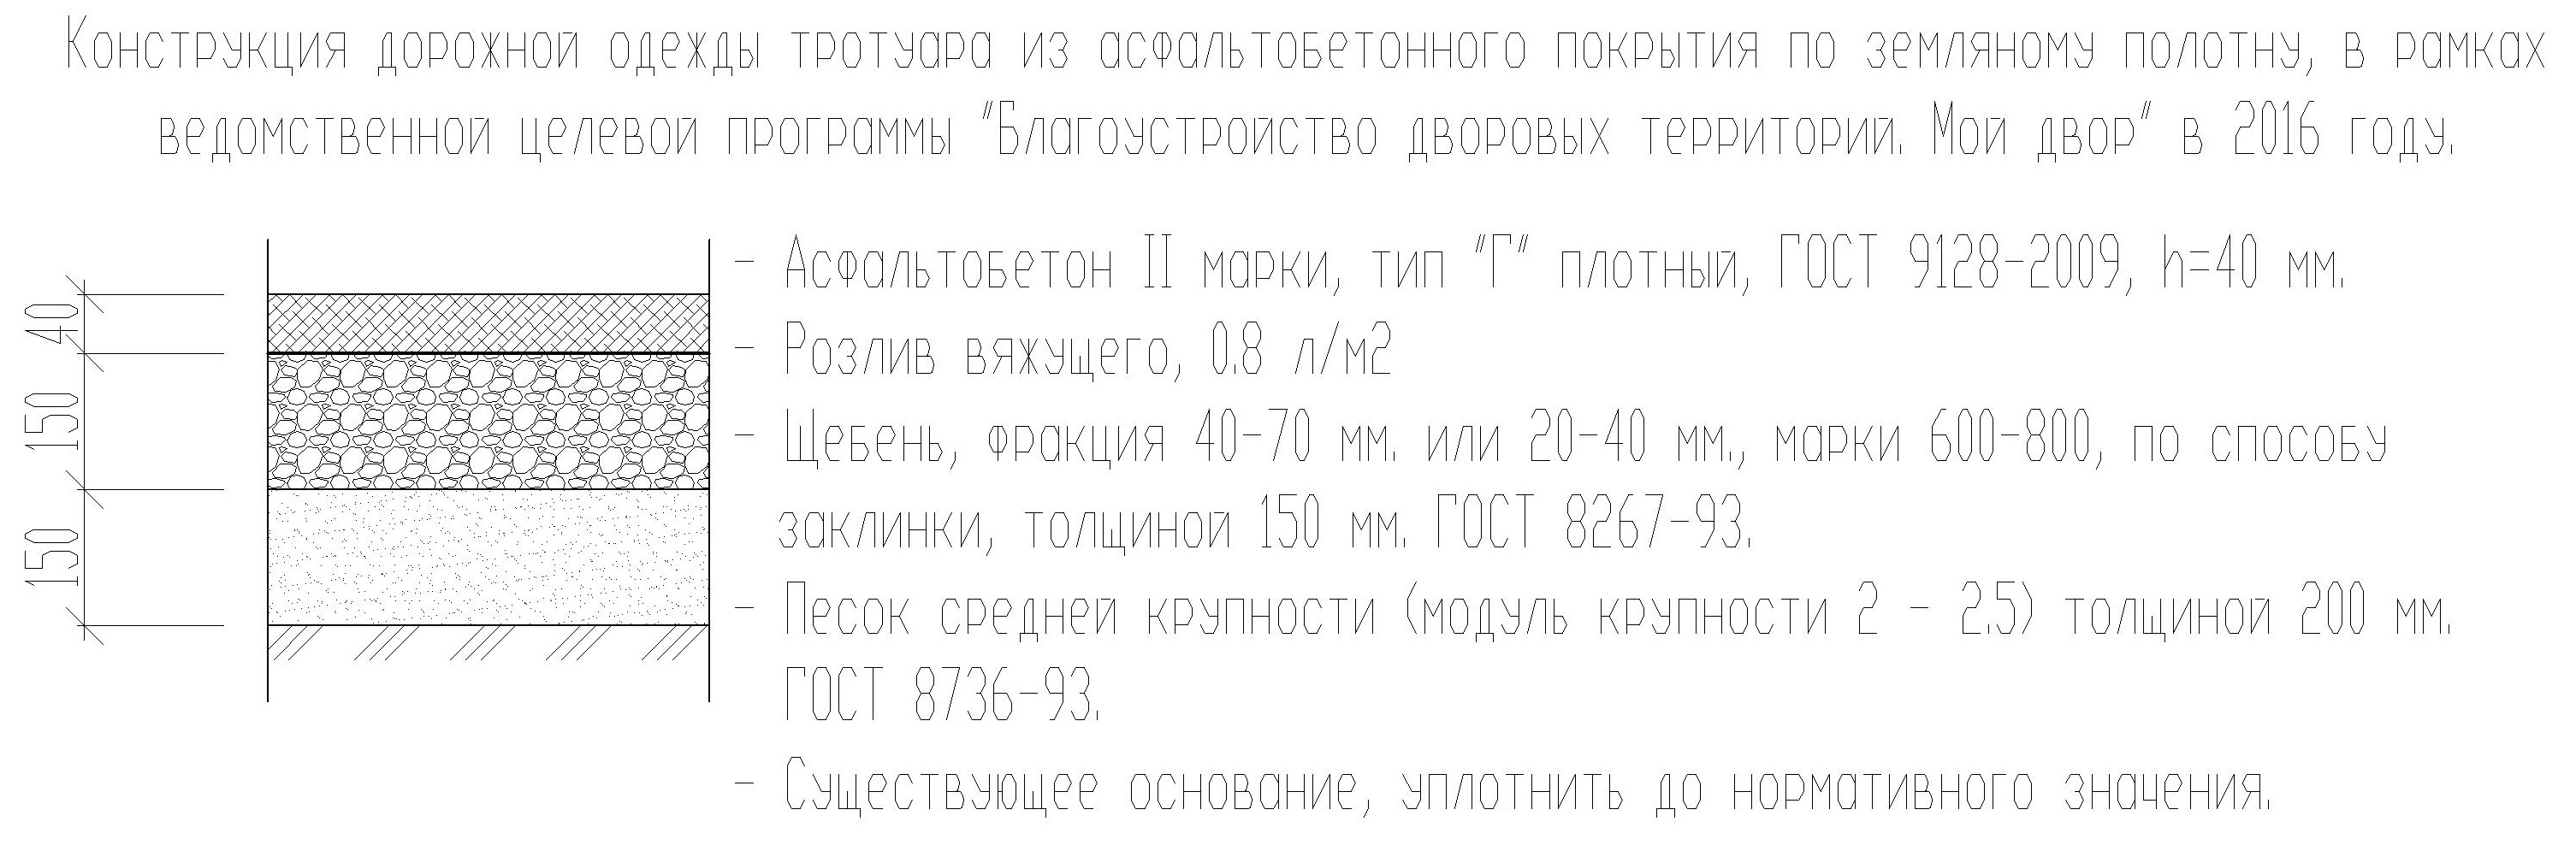 Конструкция дорожной одежды тротуара из асфальтобетонного покрытия по земляному полотну, в рамках
ведомственной целевой программы "Благоустройство дворовых территорий. Мой двор" в 2016 году.
- Асфальтобетон II марки, тип "Г" плотный, ГОСТ 9128-2009, h=40 мм.
- Розлив вяжущего, 0.8 л/м2
- Щебень, фракция 40-70 мм. или 20-40 мм., марки 600-800, по способу
заклинки, толщиной 150 мм. ГОСТ 8267-93.
- Песок средней крупности (модуль крупности 2 - 2.5) толщиной 200 мм.
ГОСТ 8736-93.
- Существующее основание, уплотнить до нормативного значения.
40
150
150